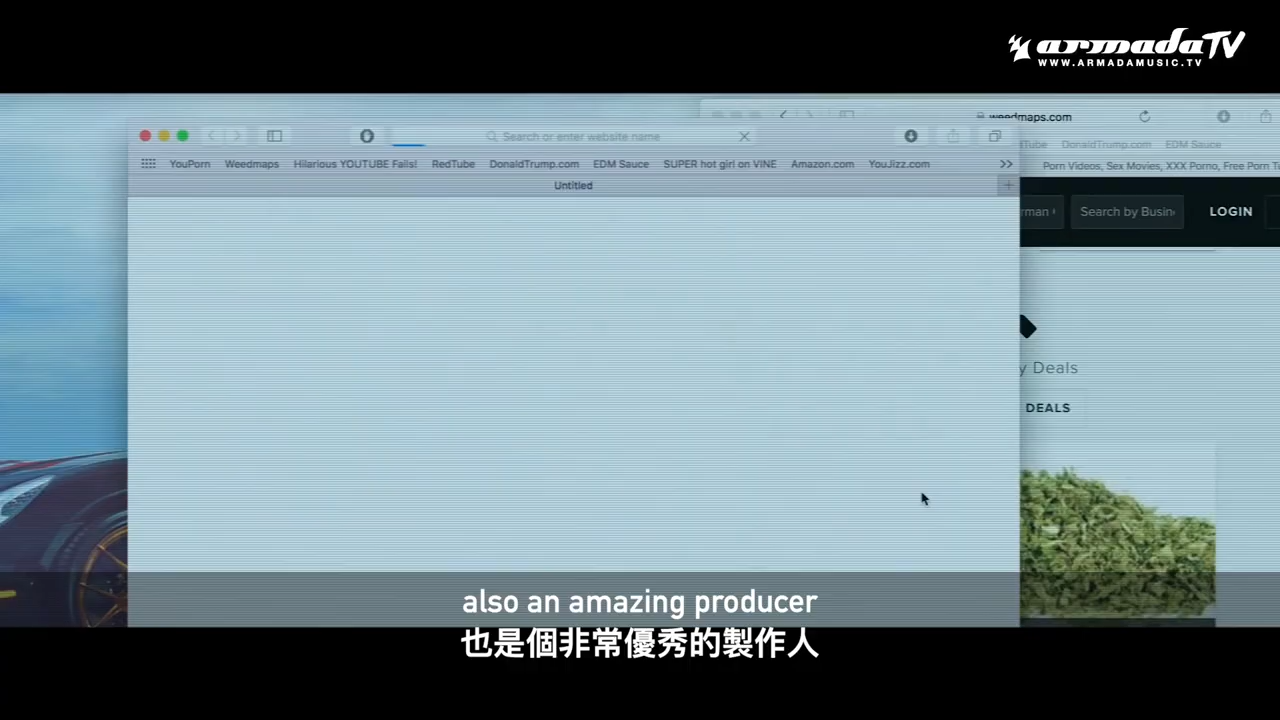 armadaTV
WWW.ARMADAMUSIC.TV
weedmaps.com
Search or enter website name
DonaldTrump.com EDM Sauce
YouPorn Weedmaps Hilarious YOUTUBE Fails! RedTube DonaldTrump.com EDM Sauce SUPER hot girl on VINE Amazon.com YouJizz.com
Porn Videos, Sex Movies, XXX Porno, Free Porn
Untitled
Search by LOGIN
Deals
DEALS
also an amazing producer
也是個非常優秀的製作人